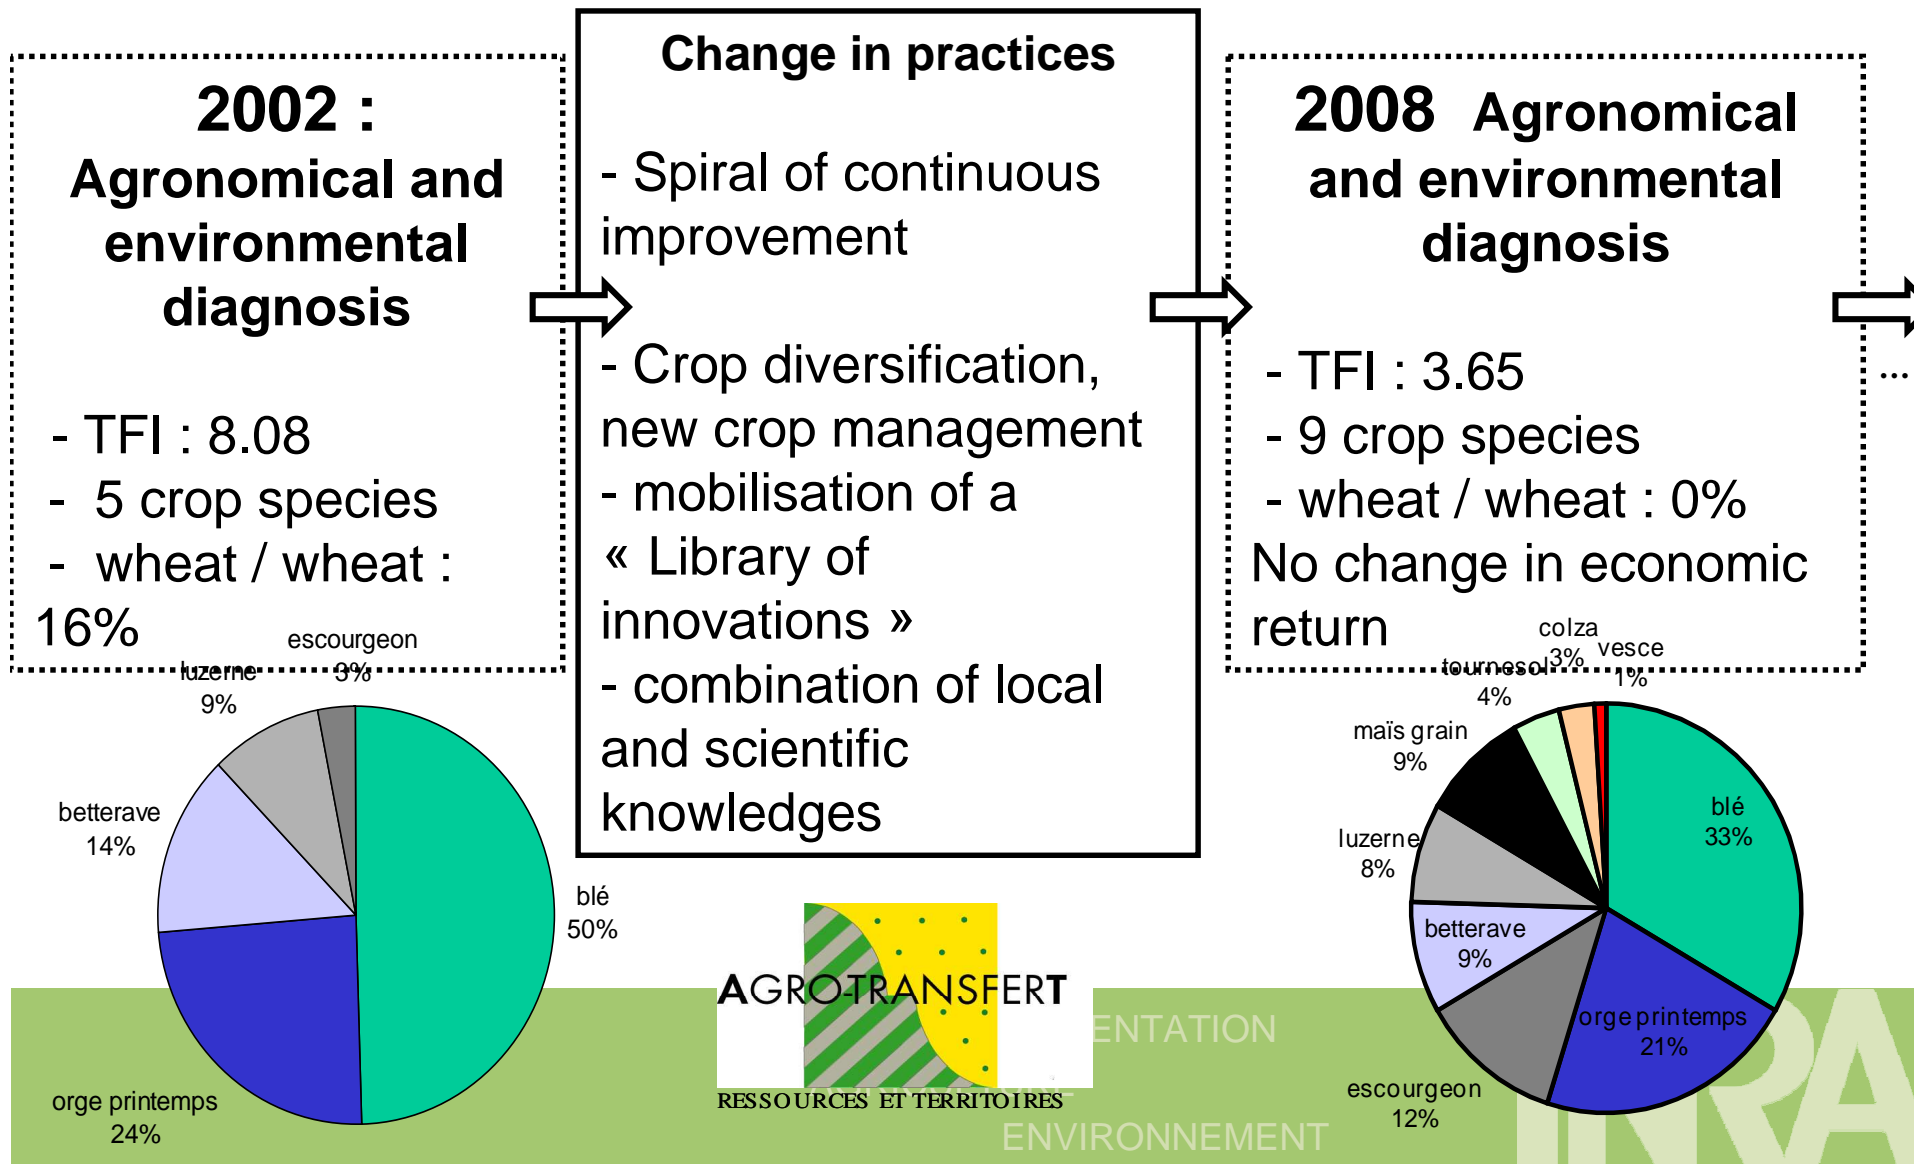 2002 :
Agronomical and
environmental
diagnosis
- TFI : 8.08
- 5 crop species
- wheat / wheat :
16%
escourgeon
3%
luzerne
9%
betterave
14%
blé
50%
orge printemps
24%
Change in practices
- Spiral of continuous
improvement
- Crop diversification,
new crop management
- mobilisation of a
« Library of
innovations »
- combination of local
and scientific
knowledges
2008 Agronomical
and environmental
diagnosis
- TFI : 3.65
- 9 crop species
- wheat / wheat : 0%
No change in economic
return
...
colza
3%
vesce
1%
tournesol
4%
maïs grain
9%
luzerne
8%
betterave
9%
escourgeon
12%
orge printemps
21%
blé
33%
AGRO-TRANSFERT
RESSOURCES ET TERRITOIRES
ENTATION
ENVIRONNEMENT
INRA